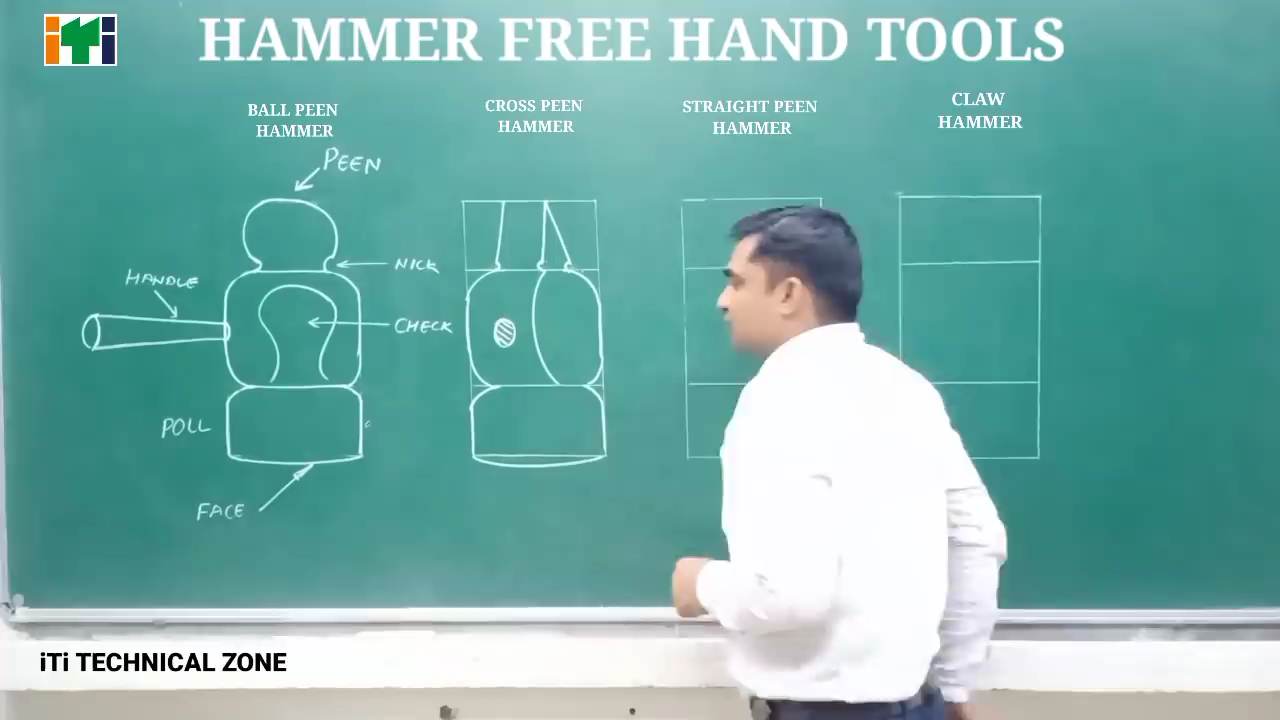 iTi
HAMMER FREE HAND TOOLS
BALL PEEN
HAMMER
CROSS PEEN
HAMMER
STRAIGHT PEEN
HAMMER
CLAW
HAMMER
PEEN
NICK
HANDLE
CHECK
POLL
FACE
iTi TECHNICAL ZONE